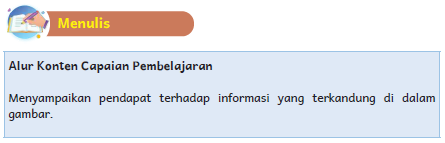 Menulis
Alur Konten Capaian Pembelajaran
Menyampaikan pendapat terhadap informasi yang terkandung di dalam
gambar.